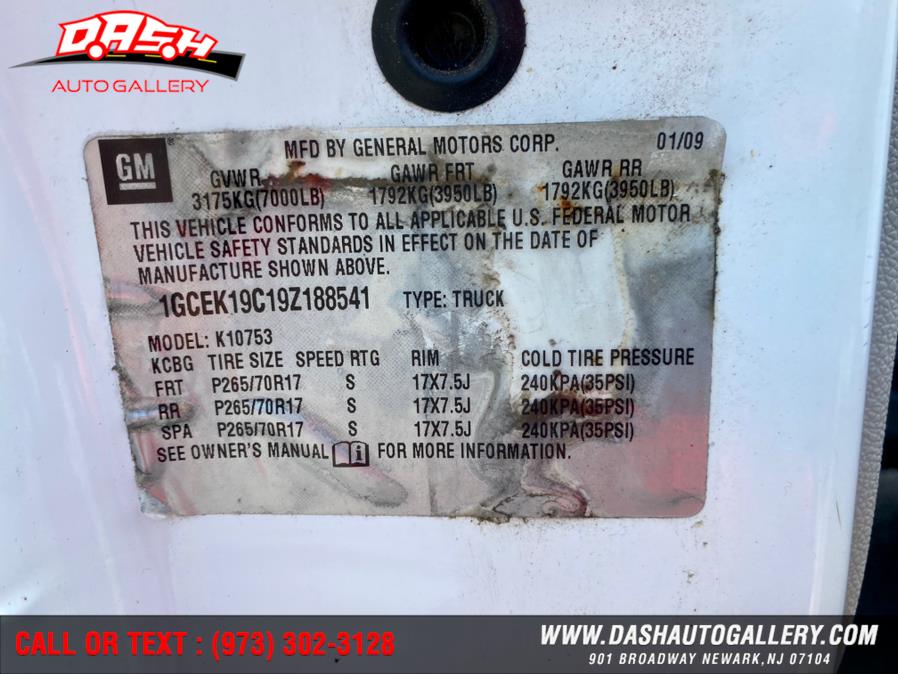 DASH
AUTO GALLERY
GM
MFD BY GENERAL MOTORS CORP. 01/09
GVWR GAWR FRT GAWR RR
3175KG(7000LB) 1792KG(3950LB) 1792KG(3950LB)
THIS VEHICLE CONFORMS TO ALL APPLICABLE U.S. FEDERAL MOTOR
VEHICLE SAFETY STANDARDS IN EFFECT ON THE DATE OF
MANUFACTURE SHOWN ABOVE.
1GCEK19C19Z188541 TYPE: TRUCK
MODEL: K10753
KCBG TIRE SIZE SPEED RTG RIM COLD TIRE PRESSURE
FRT P265/70R17 S 17X7.5J 240KPA(35PSI)
RR P265/70R17 S 17X7.5J 240KPA(35PSI)
SPA P265/70R17 S 17X7.5J 240KPA(35PSI)
SEE OWNER'S MANUAL i FOR MORE INFORMATION.
CALL OR TEXT : (973) 302-3128
WWW.DASHAUTOGALLERY.COM
901 BROADWAY NEWARK,NJ 07104